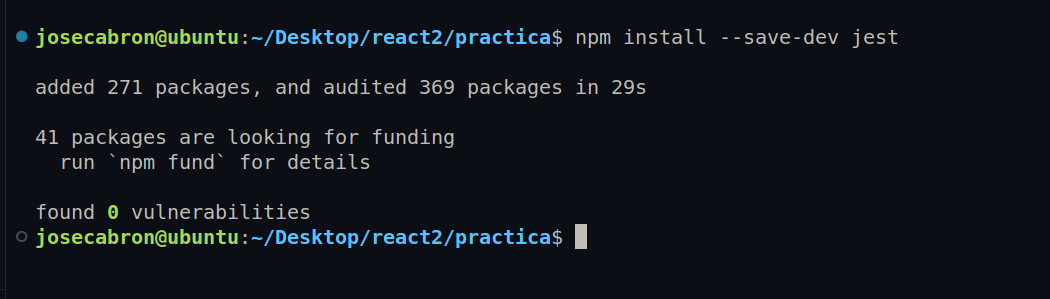 josecabron@ubuntu:~/Desktop/react2/practica$ npm install --save-dev jest
added 271 packages, and audited 369 packages in 29s
41 packages are looking for funding
  run `npm fund` for details
found 0 vulnerabilities
josecabron@ubuntu:~/Desktop/react2/practica$